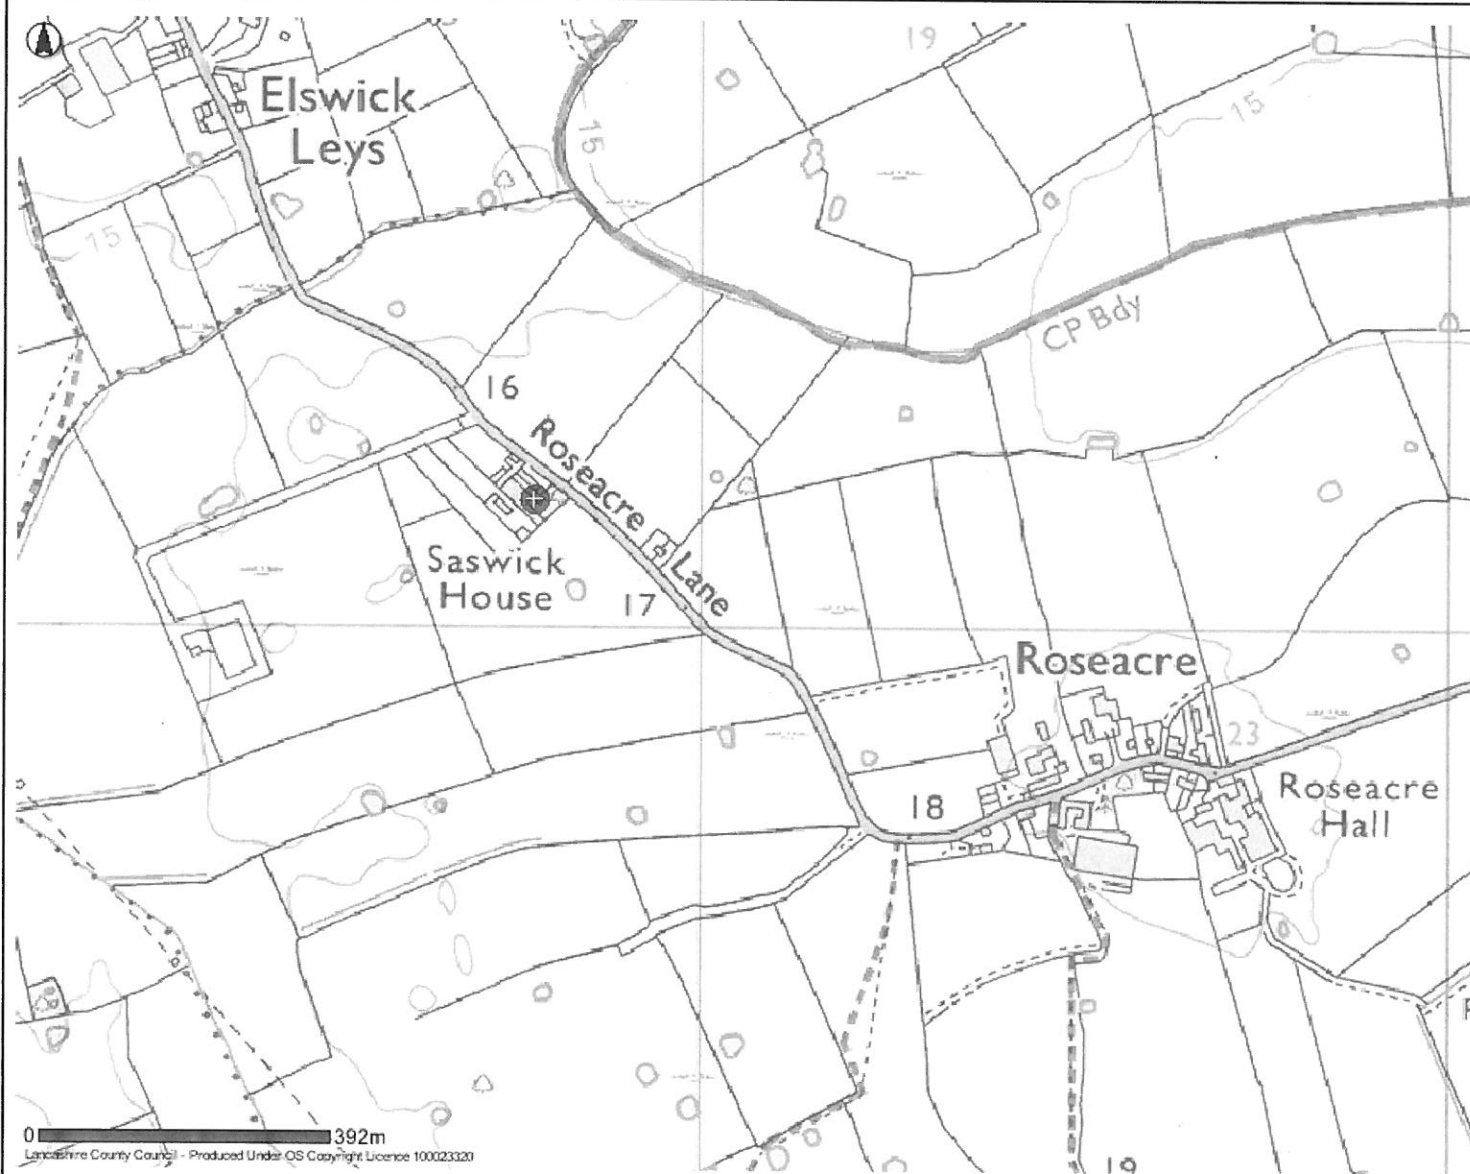 19
Elswick
Leys
15
15
15
CP Bdy
16
Roseacre
Lane
Saswick
House
17
Roseacre
23
Roseacre
Hall
18
19
0 392m
Lancashire County Council - Produced Under OS Copyright Licence 100023320